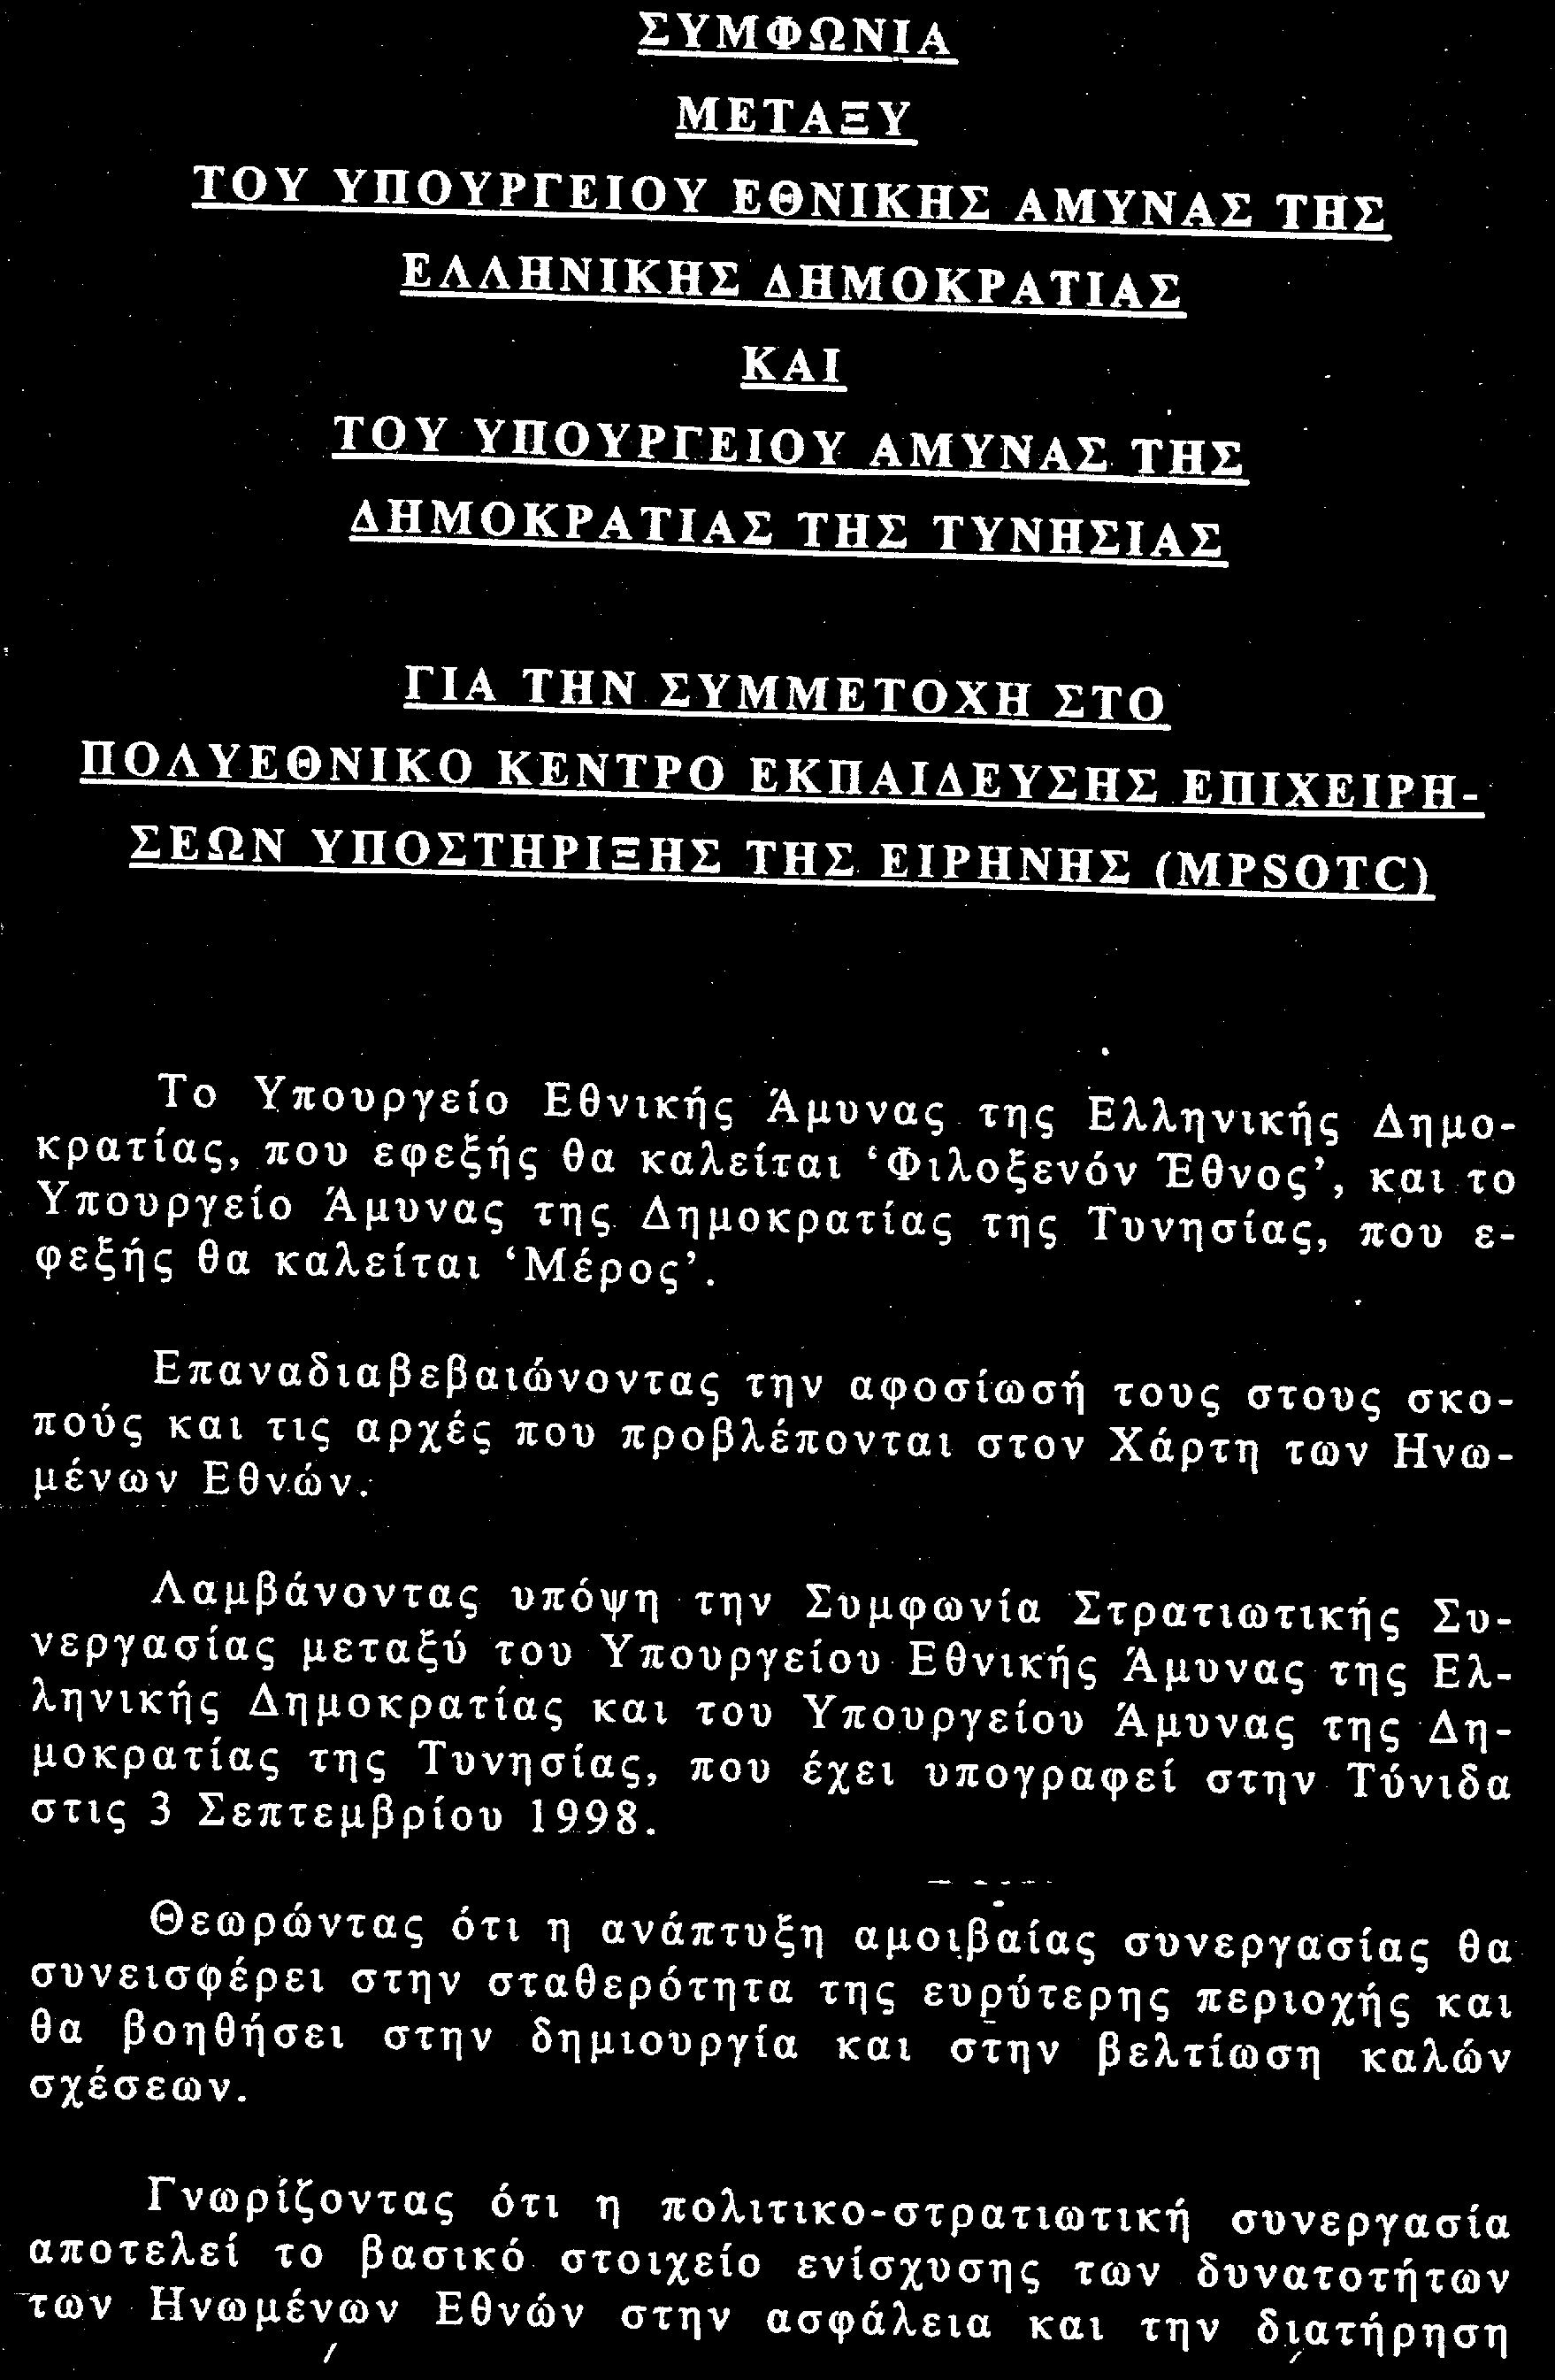 ΣΥΜΦΩΝΙΑ
ΜΕΤΑΞΥ
ΤΟΥ ΥΠΟΥΡΓΕΙΟΥ ΕΘΝΙΚΗΣ ΑΜΥΝΑΣ ΤΗΣ
ΕΛΛΗΝΙΚΗΣ ΔΗΜΟΚΡΑΤΙΑΣ
ΚΑΙ
ΤΟΥ ΥΠΟΥΡΓΕΙΟΥ ΑΜΥΝΑΣ ΤΗΣ
ΔΗΜΟΚΡΑΤΙΑΣ ΤΗΣ ΤΥΝΗΣΙΑΣ
ΓΙΑ ΤΗΝ ΣΥΜΜΕΤΟΧΗ ΣΤΟ
ΠΟΛΥΕΘΝΙΚΟ ΚΕΝΤΡΟ ΕΚΠΑΙΔΕΥΣΗΣ ΕΠΙΧΕΙΡΗ-
ΣΕΩΝ ΥΠΟΣΤΗΡΙΞΗΣ ΤΗΣ ΕΙΡΗΝΗΣ (MPSOTC)
Το Υπουργείο Εθνικής Άμυνας της Ελληνικής Δημο-
κρατίας, που εφεξής θα καλείται ‘Φιλοξενόν Έθνος’, και το
Υπουργείο Άμυνας της Δημοκρατίας της Τυνησίας, που ε-
φεξής θα καλείται ‘Μέρος’.
Επαναδιαβεβαιώνοντας την αφοσίωσή τους στους σκο-
πούς και τις αρχές που προβλέπονται στον Χάρτη των Ηνω-
μένων Εθνών.
Λαμβάνοντας υπόψη την Συμφωνία Στρατιωτικής Συ-
νεργασίας μεταξύ του Υπουργείου Εθνικής Άμυνας της Ελ-
ληνικής Δημοκρατίας και του Υπουργείου Άμυνας της Δη-
μοκρατίας της Τυνησίας, που έχει υπογραφεί στην Τύνιδα
στις 3 Σεπτεμβρίου 1998.
Θεωρώντας ότι η ανάπτυξη αμοιβαίας συνεργασίας θα
συνεισφέρει στην σταθερότητα της ευρύτερης περιοχής και
θα βοηθήσει στην δημιουργία και στην βελτίωση καλών
σχέσεων.
Γνωρίζοντας ότι η πολιτικο-στρατιωτική συνεργασία
αποτελεί το βασικό στοιχείο ενίσχυσης των δυνατοτήτων
των Ηνωμένων Εθνών στην ασφάλεια και την διατήρηση